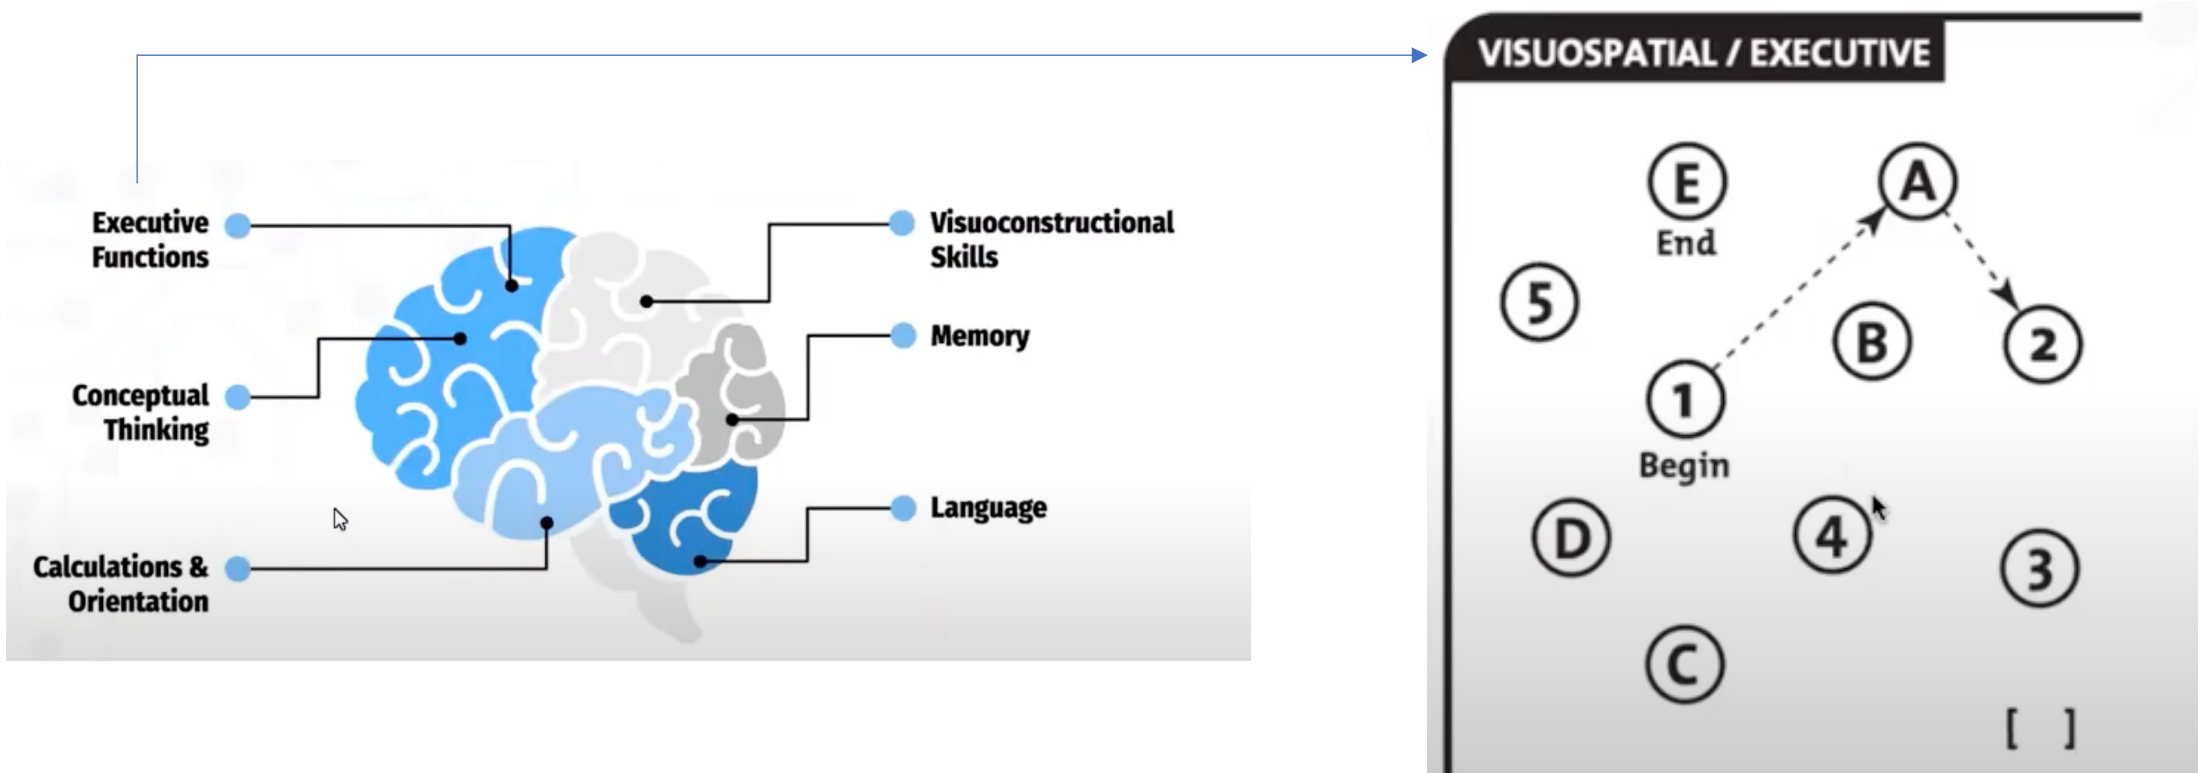 Executive
Functions
Conceptual
Thinking
Calculations &
Orientation
Visuoconstructional
Skills
Memory
Language
VISUOSPATIAL / EXECUTIVE
E
End
A
5
B
2
1
Begin
D
4
3
C
[ ]